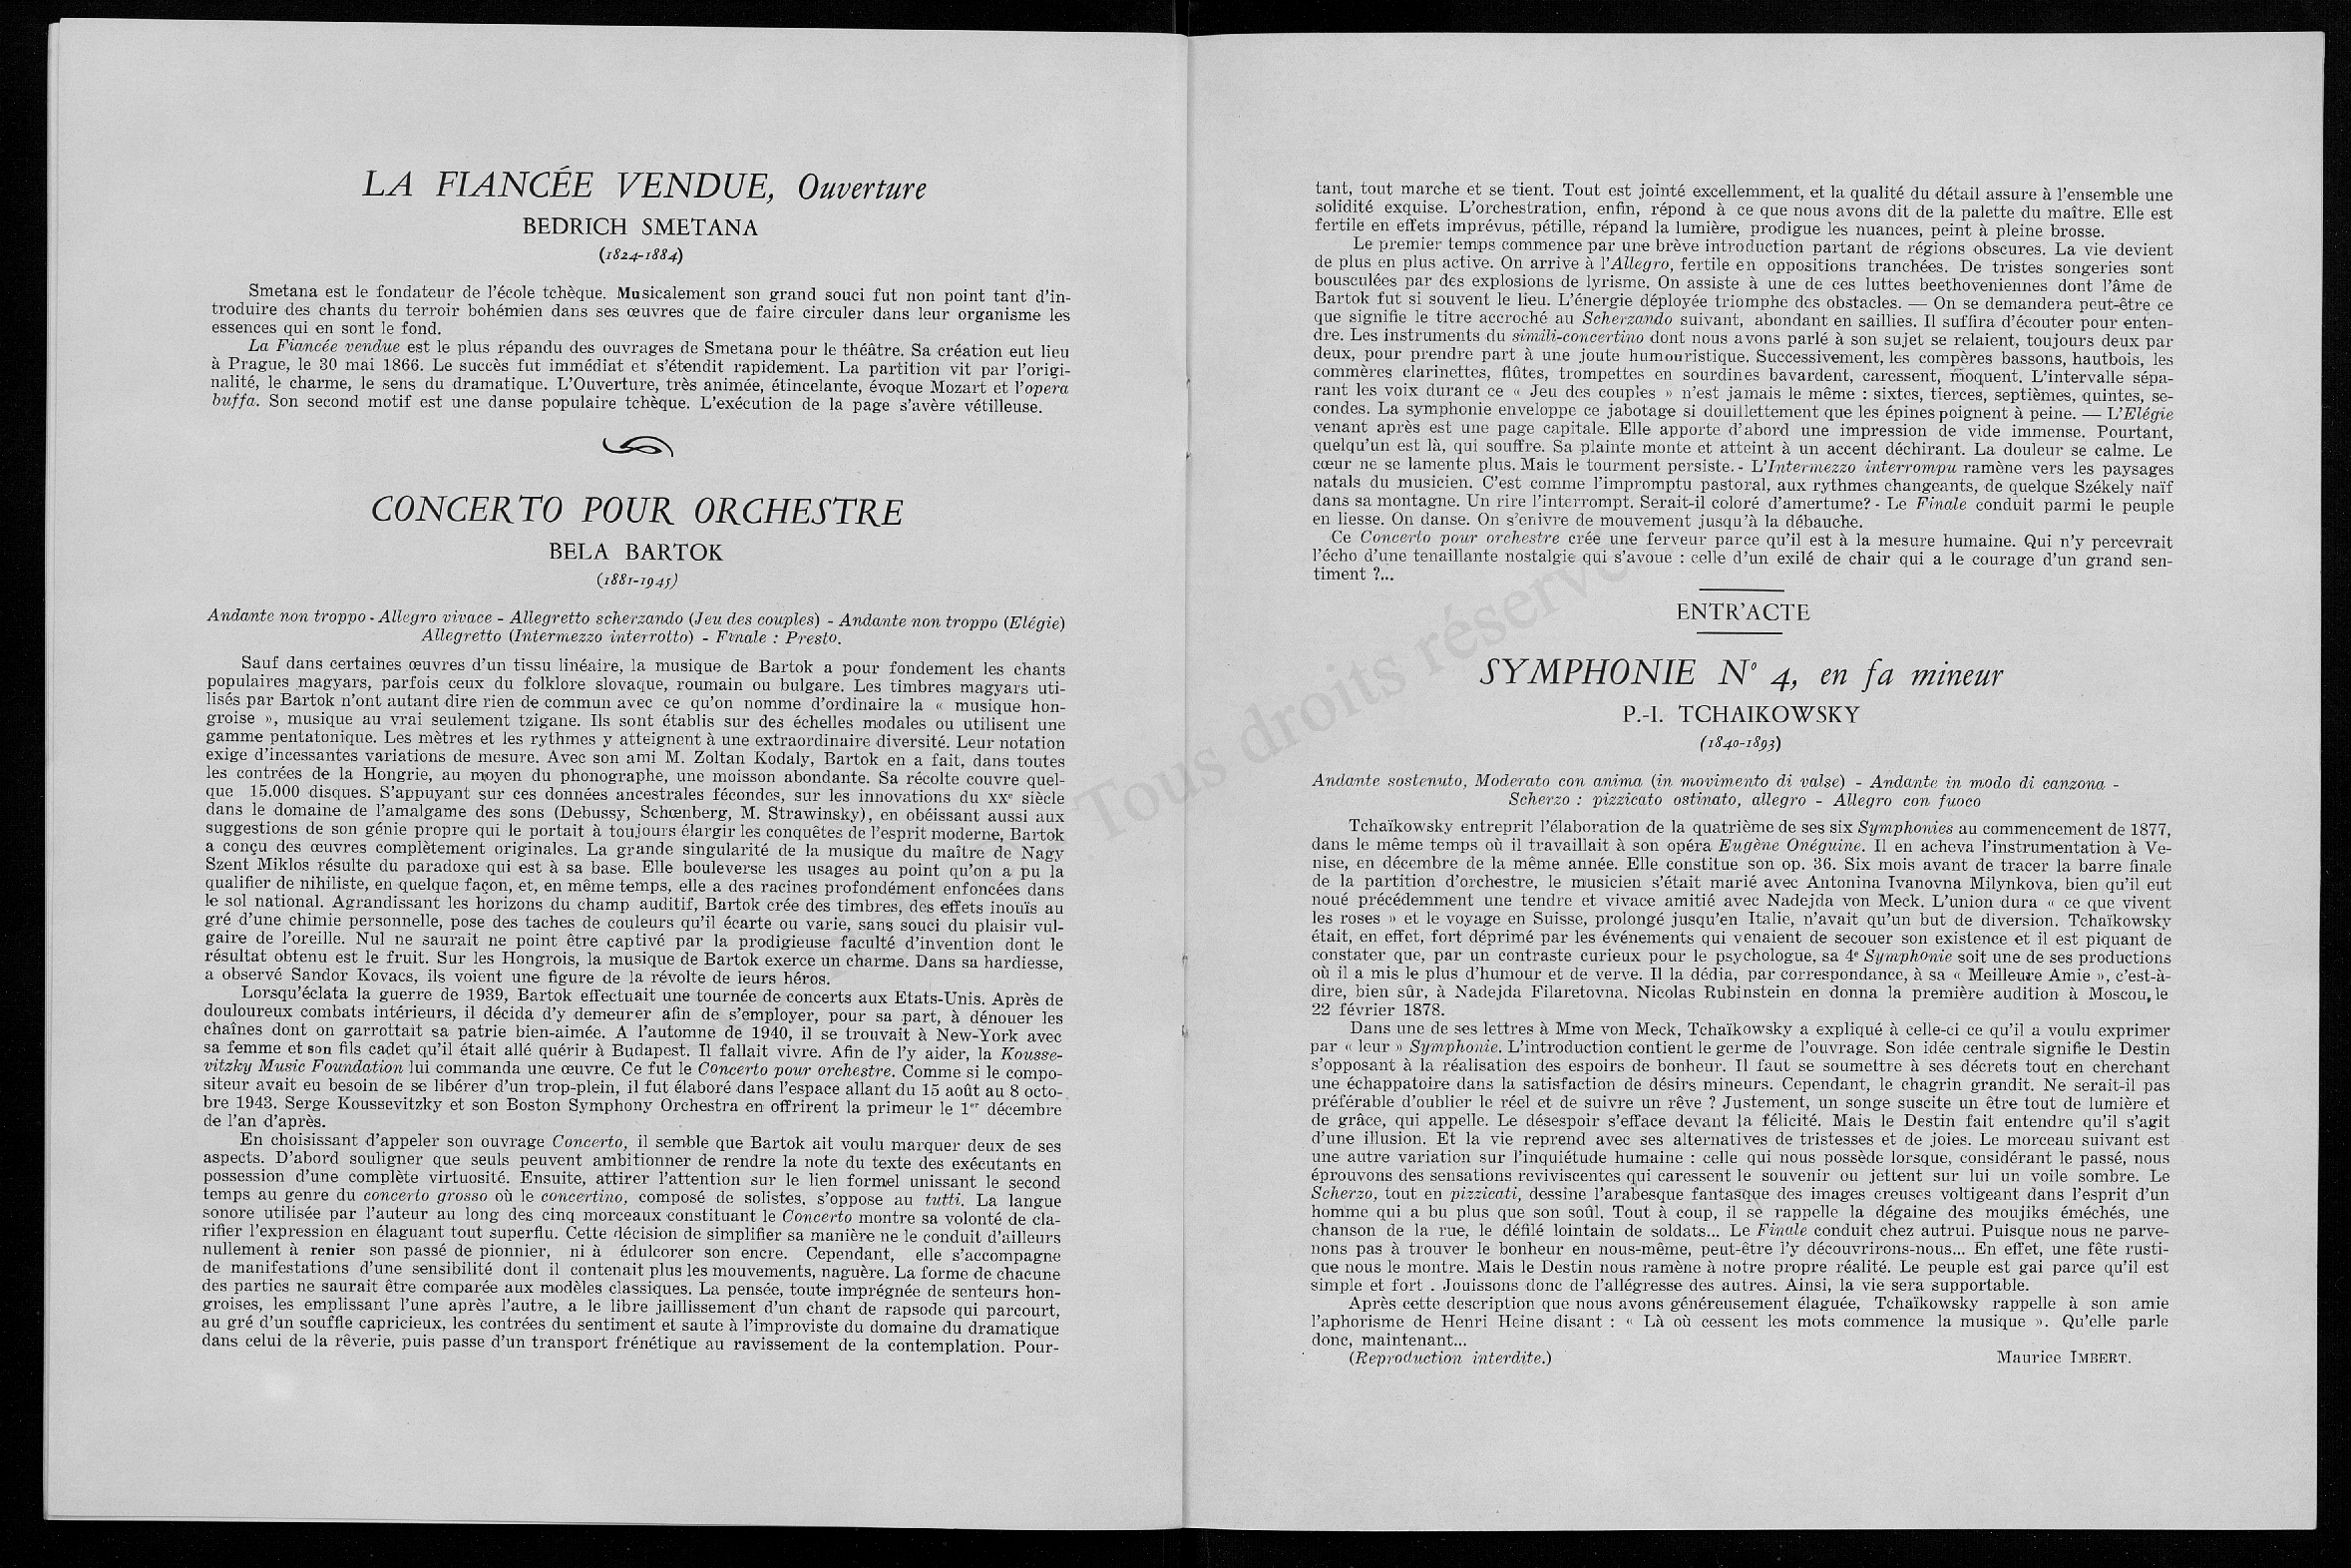 LA FIANCÉE VENDUE, Ouverture
BEDRICH SMETANA
(1824-1884)
Smetana est le fondateur de l'école tchèque. Musicalement son grand souci fut non point tant d'in-
troduire des chants du terroir bohémien dans ses œuvres que de faire circuler dans leur organisme les
essences qui en sont le fond.
La Fiancée vendue est le plus répandu des ouvrages de Smetana pour le théâtre. Sa création eut lieu
à Prague, le 30 mai 1866. Le succès fut immédiat et s'étendit rapidement. La partition vit par l'origi-
nalité, le charme, le sens du dramatique. L'Ouverture, très animée, étincelante, évoque Mozart et l'opera
buffa. Son second motif est une danse populaire tchèque. L'exécution de la page s'avère vétilleuse.
CONCERTO POUR ORCHESTRE
BELA BARTOK
(1881-1945)
Andante non troppo - Allegro vivace - Allegretto scherzando (Jeu des couples) - Andante non troppo (Elégie)
Allegretto (Intermezzo interrotto) - Finale : Presto.
Sauf dans certaines œuvres d'un tissu linéaire, la musique de Bartok a pour fondement les chants
populaires magyars, parfois ceux du folklore slovaque, roumain ou bulgare. Les timbres magyars uti-
lisés par Bartok n'ont autant dire rien de commun avec ce qu'on nomme d'ordinaire la « musique hon-
groise », musique au vrai seulement tzigane. Ils sont établis sur des échelles modales ou utilisent une
gamme pentatonique. Les mètres et les rythmes y atteignent à une extraordinaire diversité. Leur notation
exige d'incessantes variations de mesure. Avec son ami M. Zoltan Kodaly, Bartok en a fait, dans toutes
les contrées de la Hongrie, au moyen du phonographe, une moisson abondante. Sa récolte couvre quel-
que 15.000 disques. S'appuyant sur ces données ancestrales fécondes, sur les innovations du XXe siècle
dans le domaine de l'amalgame des sons (Debussy, Schœnberg, M. Strawinsky), en obéissant aussi aux
suggestions de son génie propre qui le portait à toujours élargir les conquêtes de l'esprit moderne, Bartok
a conçu des œuvres complètement originales. La grande singularité de la musique du maître de Nagy
Szent Miklos résulte du paradoxe qui est à sa base. Elle bouleverse les usages au point qu'on a pu la
qualifier de nihiliste, en quelque façon, et, en même temps, elle a des racines profondément enfoncées dans
le sol national. Agrandissant les horizons du champ auditif, Bartok crée des timbres, des effets inouïs au
gré d'une chimie personnelle, pose des taches de couleurs qu'il écarte ou varie, sans souci du plaisir vul-
gaire de l'oreille. Nul ne saurait ne point être captivé par la prodigieuse faculté d'invention dont le
résultat obtenu est le fruit. Sur les Hongrois, la musique de Bartok exerce un charme. Dans sa hardiesse,
a observé Sandor Kovacs, ils voient une figure de la révolte de leurs héros.
Lorsqu'éclata la guerre de 1939, Bartok effectuait une tournée de concerts aux Etats-Unis. Après de
douloureux combats intérieurs, il décida d'y demeurer afin de s'employer, pour sa part, à dénouer les
chaînes dont on garrottait sa patrie bien-aimée. A l'automne de 1940, il se trouvait à New-York avec
sa femme et son fils cadet qu'il était allé quérir à Budapest. Il fallait vivre. Afin de l'y aider, la Kousse-
vitzky Music Foundation lui commanda une œuvre. Ce fut le Concerto pour orchestre. Comme si le compo-
siteur avait eu besoin de se libérer d'un trop-plein, il fut élaboré dans l'espace allant du 15 août au 8 octo-
bre 1943. Serge Koussevitzky et son Boston Symphony Orchestra en offrirent la primeur le 1er décembre
de l'an d'après.
En choisissant d'appeler son ouvrage Concerto, il semble que Bartok ait voulu marquer deux de ses
aspects. D'abord souligner que seuls peuvent ambitionner de rendre la note du texte des exécutants en
possession d'une complète virtuosité. Ensuite, attirer l'attention sur le lien formel unissant le second
temps au genre du concerto grosso où le concertino, composé de solistes, s'oppose au tutti. La langue
sonore utilisée par l'auteur au long des cinq morceaux constituant le Concerto montre sa volonté de cla-
rifier l'expression en élaguant tout superflu. Cette décision de simplifier sa manière ne le conduit d'ailleurs
nullement à renier son passé de pionnier, ni à édulcorer son encre. Cependant, elle s'accompagne
de manifestations d'une sensibilité dont il contenait plus les mouvements, naguère. La forme de chacune
des parties ne saurait être comparée aux modèles classiques. La pensée, toute imprégnée de senteurs hon-
groises, les emplissant l'une après l'autre, a le libre jaillissement d'un chant de rapsode qui parcourt,
au gré d'un souffle capricieux, les contrées du sentiment et saute à l'improviste du domaine du dramatique
dans celui de la rêverie, puis passe d'un transport frénétique au ravissement de la contemplation. Pour-
tant, tout marche et se tient. Tout est jointé excellemment, et la qualité du détail assure à l'ensemble une
solidité exquise. L'orchestration, enfin, répond à ce que nous avons dit de la palette du maître. Elle est
fertile en effets imprévus, pétille, répand la lumière, prodigue les nuances, peint à pleine brosse.
Le premier temps commence par une brève introduction partant de régions obscures. La vie devient
de plus en plus active. On arrive à l'Allegro, fertile en oppositions tranchées. De tristes songeries sont
bousculées par des explosions de lyrisme. On assiste à une de ces luttes beethoveniennes dont l'âme de
Bartok fut si souvent le lieu. L'énergie déployée triomphe des obstacles. — On se demandera peut-être ce
que signifie le titre accroché au Scherzando suivant, abondant en saillies. Il suffira d'écouter pour enten-
dre. Les instruments du simili-concertino dont nous avons parlé à son sujet se relaient, toujours deux par
deux, pour prendre part à une joute humouristique. Successivement, les compères bassons, hautbois, les
commères clarinettes, flûtes, trompettes en sourdines bavardent, caressent, moquent. L'intervalle sépa-
rant les voix durant ce « Jeu des couples » n'est jamais le même : sixtes, tierces, septièmes, quintes, se-
condes. La symphonie enveloppe ce jabotage si douillettement que les épines poignent à peine. — L'Elégie
venant après est une page capitale. Elle apporte d'abord une impression de vide immense. Pourtant,
quelqu'un est là, qui souffre. Sa plainte monte et atteint à un accent déchirant. La douleur se calme. Le
cœur ne se lamente plus. Mais le tourment persiste. - L'Intermezzo interrompu ramène vers les paysages
natals du musicien. C'est comme l'impromptu pastoral, aux rythmes changeants, de quelque Székely naïf
dans sa montagne. Un rire l'interrompt. Serait-il coloré d'amertume? - Le Finale conduit parmi le peuple
en liesse. On danse. On s'enivre de mouvement jusqu'à la débauche.
Ce Concerto pour orchestre crée une ferveur parce qu'il est à la mesure humaine. Qui n'y percevrait
l'écho d'une tenaillante nostalgie qui s'avoue : celle d'un exilé de chair qui a le courage d'un grand sen-
timent ?...
ENTR'ACTE
SYMPHONIE N° 4, en fa mineur
P.-I. TCHAIKOWSKY
(1840-1893)
Andante sostenuto, Moderato con anima (in movimento di valse) - Andante in modo di canzona -
Scherzo : pizzicato ostinato, allegro - Allegro con fuoco
Tchaïkowsky entreprit l'élaboration de la quatrième de ses six Symphonies au commencement de 1877,
dans le même temps où il travaillait à son opéra Eugène Onéguine. Il en acheva l'instrumentation à Ve-
nise, en décembre de la même année. Elle constitue son op. 36. Six mois avant de tracer la barre finale
de la partition d'orchestre, le musicien s'était marié avec Antonina Ivanovna Milynkova, bien qu'il eut
noué précédemment une tendre et vivace amitié avec Nadejda von Meck. L'union dura « ce que vivent
les roses » et le voyage en Suisse, prolongé jusqu'en Italie, n'avait qu'un but de diversion. Tchaïkowsky
était, en effet, fort déprimé par les événements qui venaient de secouer son existence et il est piquant de
constater que, par un contraste curieux pour le psychologue, sa 4e Symphonie soit une de ses productions
où il a mis le plus d'humour et de verve. Il la dédia, par correspondance, à sa « Meilleure Amie », c'est-à-
dire, bien sûr, à Nadejda Filaretovna. Nicolas Rubinstein en donna la première audition à Moscou, le
22 février 1878.
Dans une de ses lettres à Mme von Meck, Tchaïkowsky a expliqué à celle-ci ce qu'il a voulu exprimer
par « leur » Symphonie. L'introduction contient le germe de l'ouvrage. Son idée centrale signifie le Destin
s'opposant à la réalisation des espoirs de bonheur. Il faut se soumettre à ses décrets tout en cherchant
une échappatoire dans la satisfaction de désirs mineurs. Cependant, le chagrin grandit. Ne serait-il pas
préférable d'oublier le réel et de suivre un rêve ? Justement, un songe suscite un être tout de lumière et
de grâce, qui appelle. Le désespoir s'efface devant la félicité. Mais le Destin fait entendre qu'il s'agit
d'une illusion. Et la vie reprend avec ses alternatives de tristesses et de joies. Le morceau suivant est
une autre variation sur l'inquiétude humaine : celle qui nous possède lorsque, considérant le passé, nous
éprouvons des sensations reviviscentes qui caressent le souvenir ou jettent sur lui un voile sombre. Le
Scherzo, tout en pizzicati, dessine l'arabesque fantasque des images creuses voltigeant dans l'esprit d'un
homme qui a bu plus que son soûl. Tout à coup, il se rappelle la dégaine des moujiks éméchés, une
chanson de la rue, le défilé lointain de soldats... Le Finale conduit chez autrui. Puisque nous ne parve-
nons pas à trouver le bonheur en nous-même, peut-être l'y découvrirons-nous... En effet, une fête rusti-
que nous le montre. Mais le Destin nous ramène à notre propre réalité. Le peuple est gai parce qu'il est
simple et fort . Jouissons donc de l'allégresse des autres. Ainsi, la vie sera supportable.
Après cette description que nous avons généreusement élaguée, Tchaïkowsky rappelle à son amie
l'aphorisme de Henri Heine disant : « Là où cessent les mots commence la musique ». Qu'elle parle
donc, maintenant...
(Reproduction interdite.) Maurice IMBERT.
Tous droits réservés